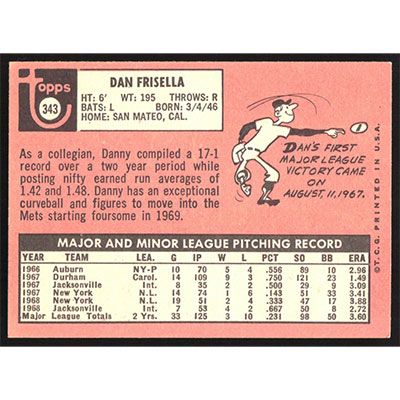 topps
343
DAN FRISELLA
HT: 6' WT: 195 THROWS: R
BATS: L BORN: 3/4/46
HOME: SAN MATEO, CAL.
As a collegian, Danny compiled a 17-1
record over a two year period while
posting nifty earned run averages of
1.42 and 1.48. Danny has an exceptional
curveball and figures to move into the
Mets starting foursome in 1969.
DAN'S FIRST
MAJOR LEAGUE
VICTORY CAME
ON
AUGUST, 11, 1967.
© T.C.G. PRINTED IN U.S.A.
MAJOR AND MINOR LEAGUE PITCHING RECORD
YEAR TEAM LEA. G IP W L PCT SO BB ERA
1966 Auburn NY-P 10 70 5 4 .556 89 10 2.96
1967 Durham Carol. 14 109 9 3 .750 89 24 1.49
1967 Jacksonville Int. 8 35 2 2 .500 29 9 3.09
1967 New York N.L. 14 74 1 6 .143 51 33 3.41
1968 New York N.L. 19 51 2 4 .333 47 17 3.88
1968 Jacksonville Int. 7 53 4 2 .667 52 8 2.72
Major League Totals 2 Yrs. 33 125 3 10 .231 98 50 3.60